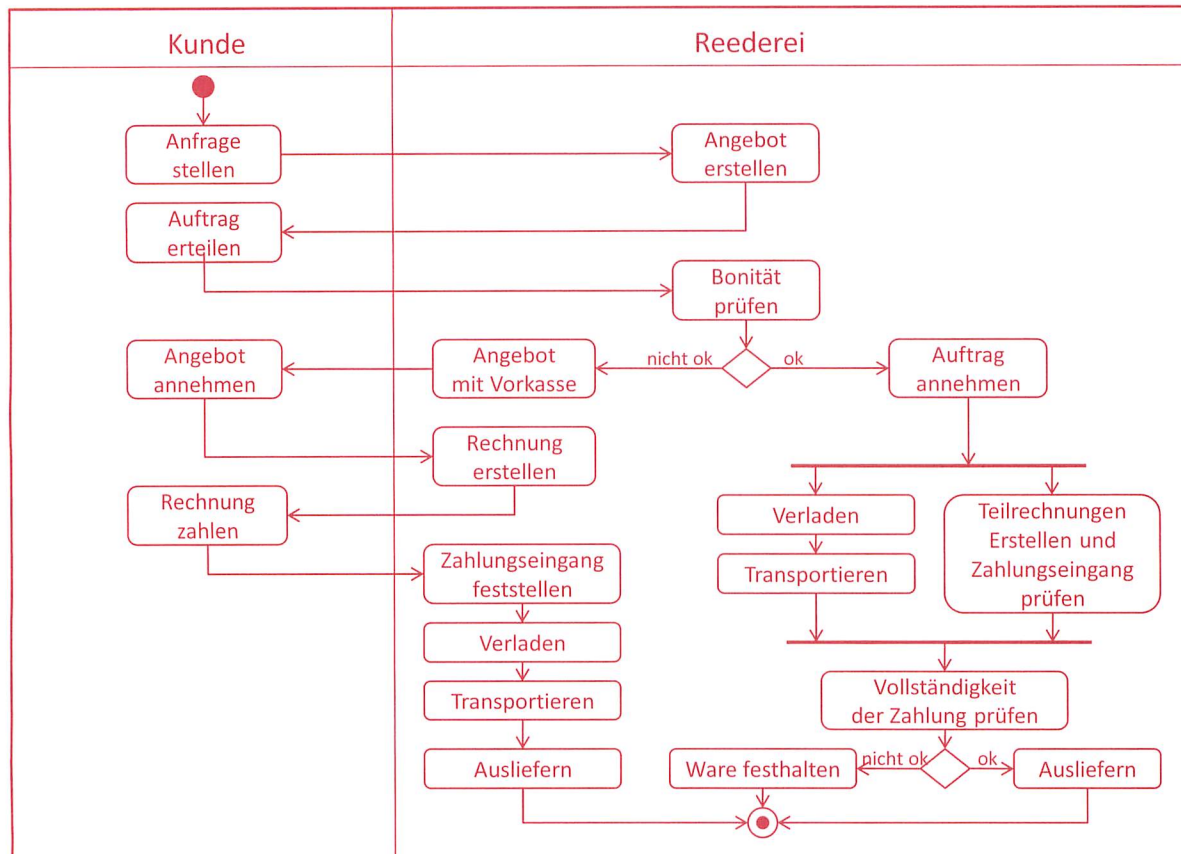 Kunde
Reederei
Anfrage
stellen
Angebot
erstellen
Auftrag
erteilen
Bonität
prüfen
Angebot
annehmen
Angebot
mit Vorkasse
nicht ok
ok
Auftrag
annehmen
Rechnung
erstellen
Rechnung
zahlen
Verladen
Transportieren
Teilrechnungen
Erstellen und
Zahlungseingang
prüfen
Zahlungseingang
feststellen
Verladen
Transportieren
Ausliefern
Vollständigkeit
der Zahlung prüfen
Ware festhalten
nicht ok
ok
Ausliefern